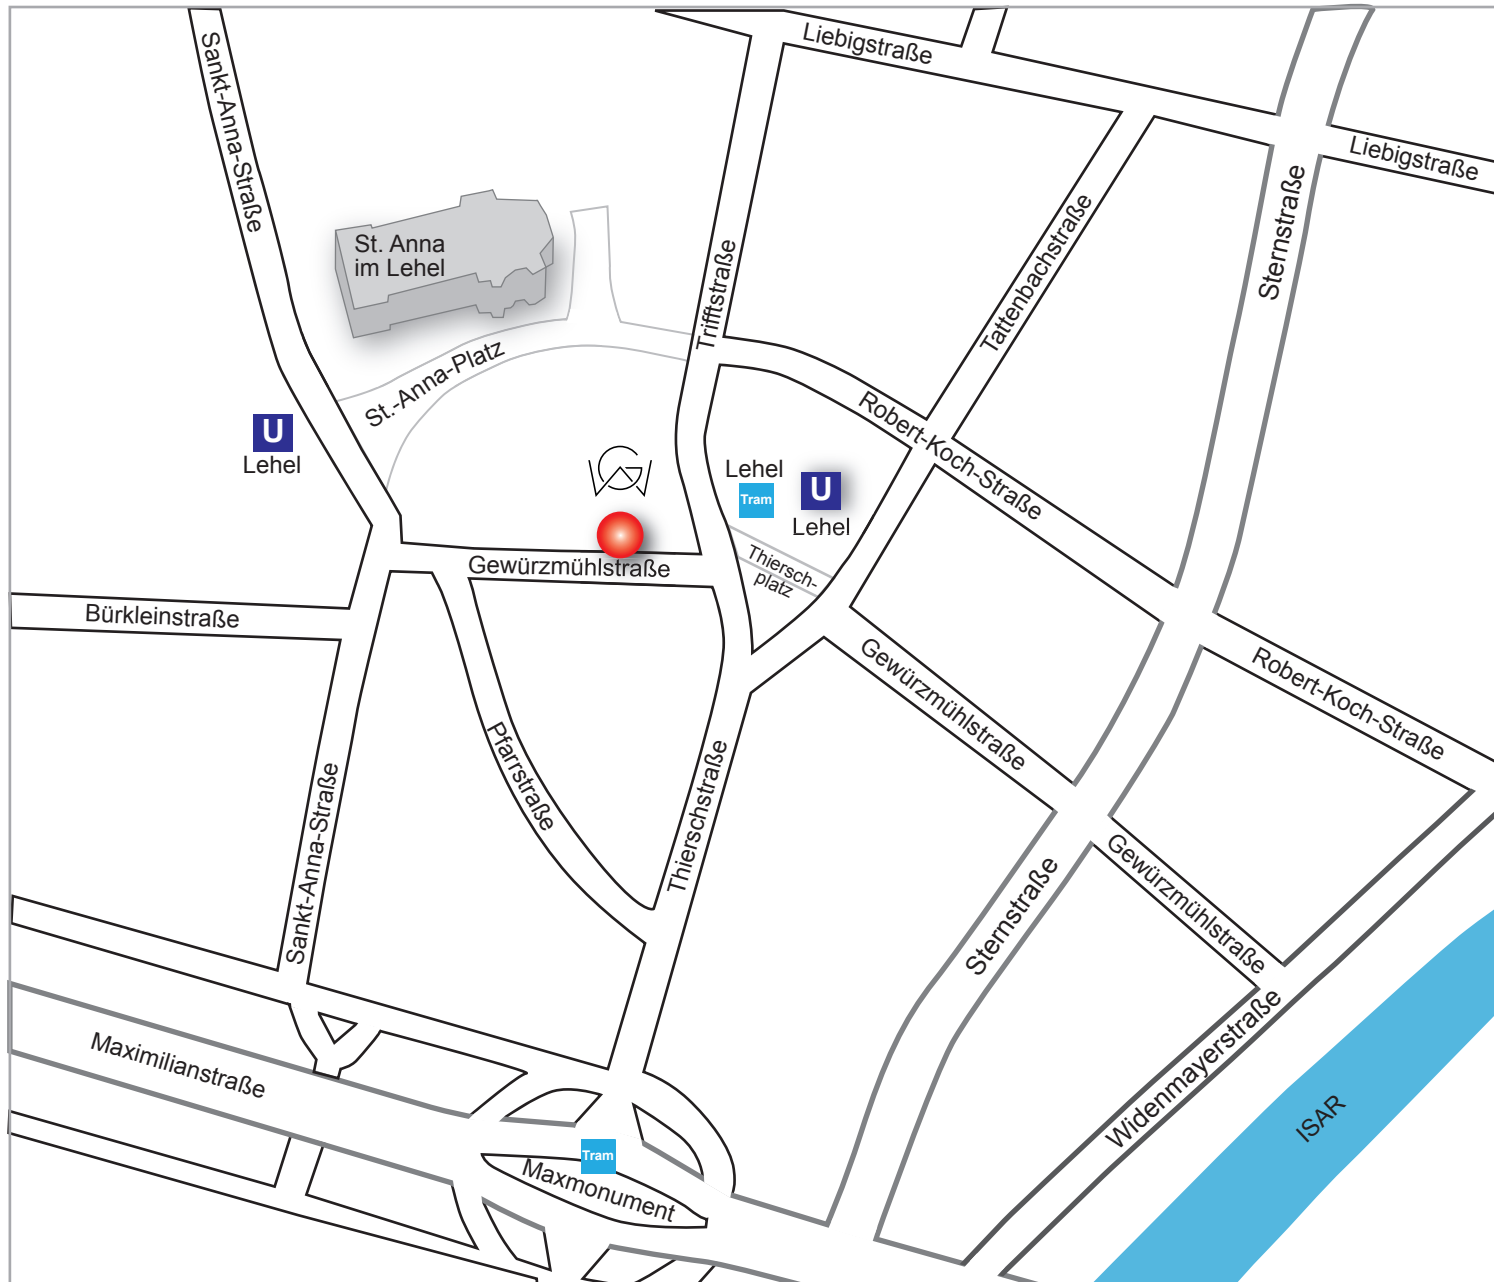 Liebigstraße
Sankt-Anna-Straße
Liebigstraße
Sternstraße
St. Anna
im Lehel
Trifftstraße
Tattenbachstraße
St.-Anna-Platz
U
Lehel
Robert-Koch-Straße
Lehel
Tram
U
Lehel
Thiersch-
platz
Gewürzmühlstraße
Bürkleinstraße
Gewürzmühlstraße
Robert-Koch-Straße
Pfarrstraße
Thierschstraße
Sankt-Anna-Straße
Sternstraße
Gewürzmühlstraße
Maximilianstraße
Widenmayerstraße
ISAR
Tram
Maxmonument